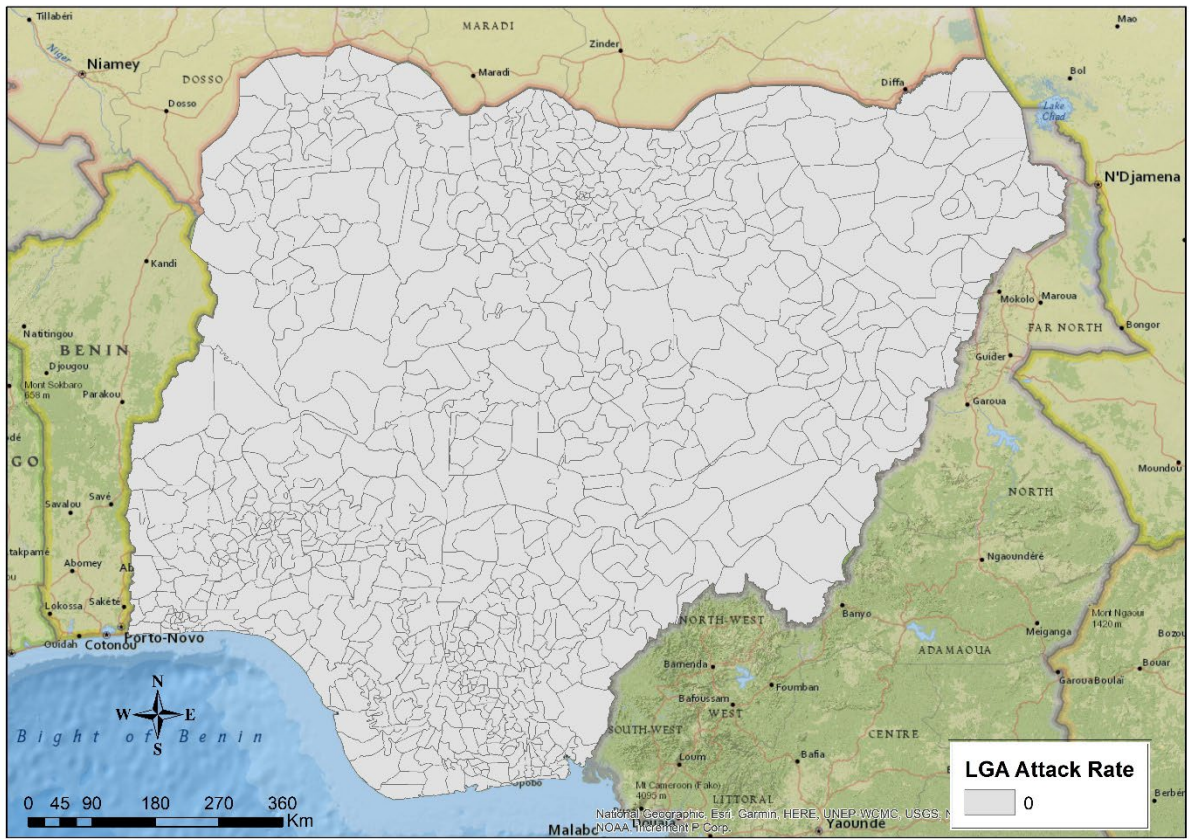 Tillabéri
Niger
Niamey
DOSSO
Dosso
MARADI
Maradi
Zinder
Diffa
Mao
Bol
Lake
Chad
N'Djamena
Kandi
Natitingou
BENIN
Djougou
Mont Sokbaro
658 m
Parakou
GO
Savalou
Savé
Abomey
Lokossa
Sakété
Ouidah
Cotonou
Porto-Novo
Mokolo
Maroua
FAR NORTH
Bongor
Guider
Garoua
Moundou
NORTH
Ngaoundéré
Banyo
Mont Ngaoui
1420 m
Meiganga
ADAMAOUA
NORTH-WEST
Bamenda
Foumban
Bafoussam
WEST
SOUTH-WEST
CENTRE
Bouar
GarouaBoulaï
Loum
Bafia
Mt Cameroon (Fako)
4095 m
LITTORAL
Douala
Malabo
Yaounde
Opobo
N
W E
S
Bight of Benin
0 45 90 180 270 360
Km
LGA Attack Rate
0
National Geographic, Esri, Garmin, HERE, UNEP-WCMC, USGS,
NOAA, Increment P Corp.